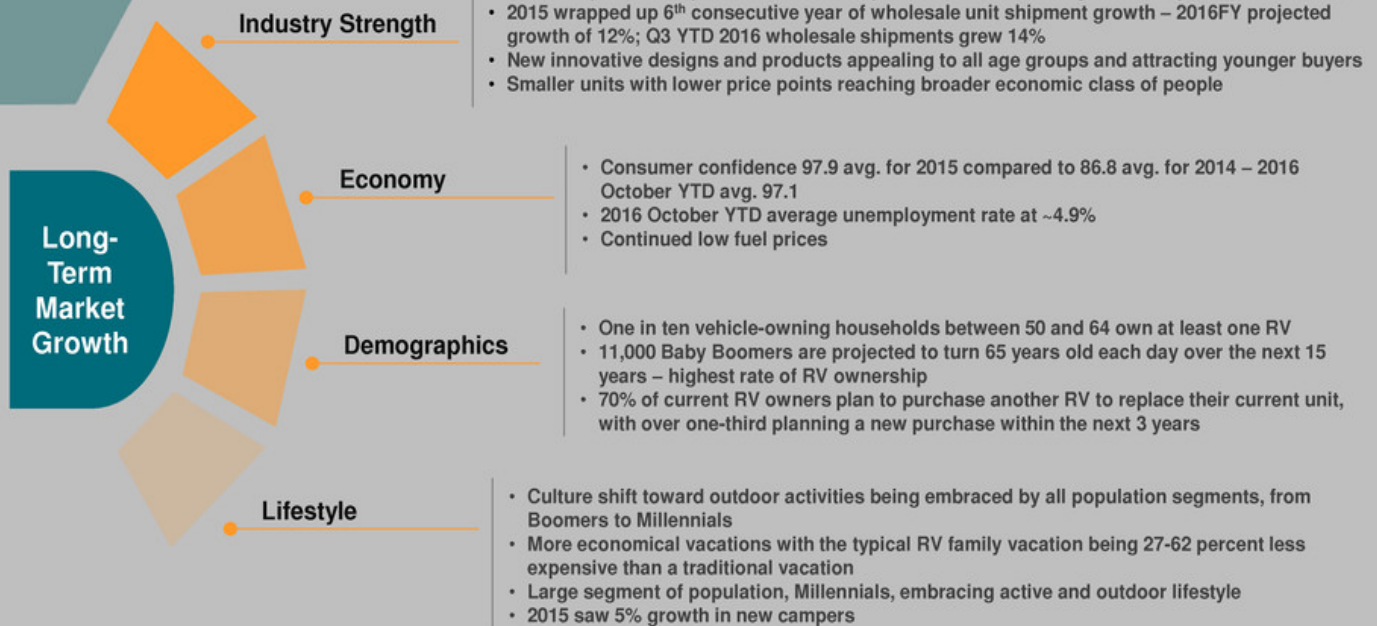 Industry Strength
• 2015 wrapped up 6th consecutive year of wholesale unit shipment growth – 2016FY projected
growth of 12%; Q3 YTD 2016 wholesale shipments grew 14%
• New innovative designs and products appealing to all age groups and attracting younger buyers
• Smaller units with lower price points reaching broader economic class of people
Economy
• Consumer confidence 97.9 avg. for 2015 compared to 86.8 avg. for 2014 – 2016
October YTD avg. 97.1
• 2016 October YTD average unemployment rate at ~4.9%
• Continued low fuel prices
Long-
Term
Market
Growth
Demographics
• One in ten vehicle-owning households between 50 and 64 own at least one RV
• 11,000 Baby Boomers are projected to turn 65 years old each day over the next 15
years – highest rate of RV ownership
• 70% of current RV owners plan to purchase another RV to replace their current unit,
with over one-third planning a new purchase within the next 3 years
Lifestyle
• Culture shift toward outdoor activities being embraced by all population segments, from
Boomers to Millennials
• More economical vacations with the typical RV family vacation being 27-62 percent less
expensive than a traditional vacation
• Large segment of population, Millennials, embracing active and outdoor lifestyle
• 2015 saw 5% growth in new campers